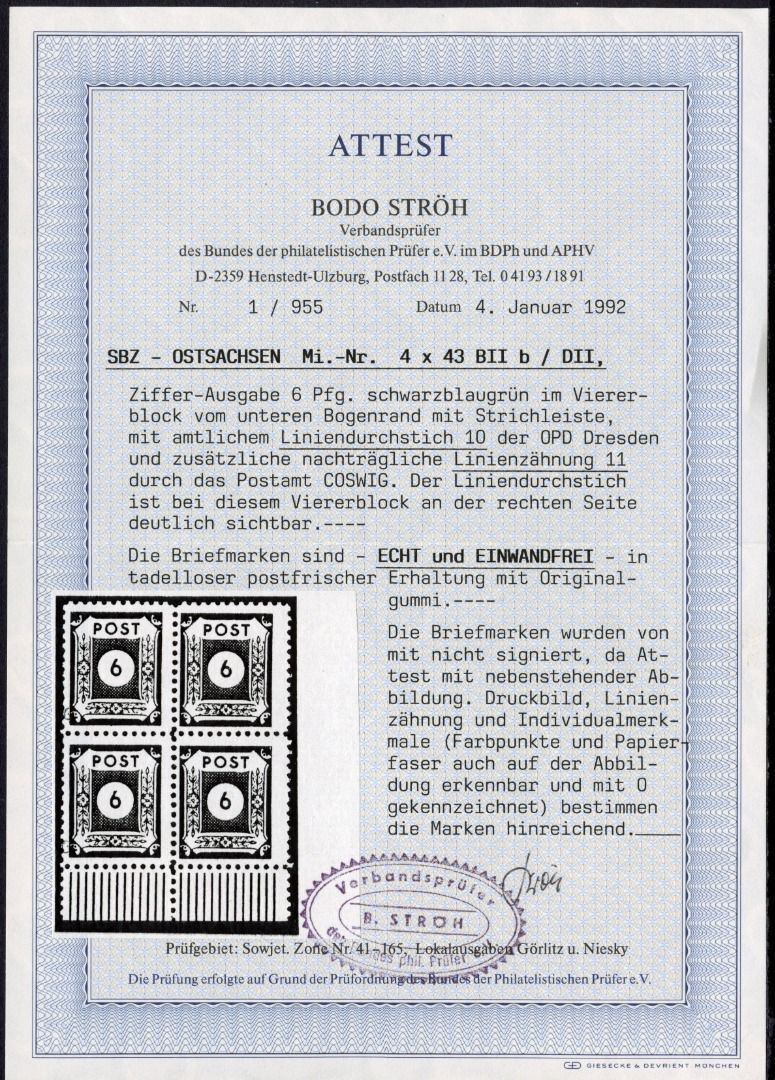 ATTEST
BODO STRÖH
Verbandsprüfer
des Bundes der philatelistischen Prüfer e.V. im BDPh und APHV
D-2359 Henstedt-Ulzburg, Postfach 11 28, Tel. 0 41 93 / 18 91
Nr. 1 / 955 Datum 4. Januar 1992
SBZ - OSTSACHSEN Mi.-Nr. 4 x 43 BII b / DII,
Ziffer-Ausgabe 6 Pfg. schwarzblaugrün im Vierer-
block vom unteren Bogenrand mit Strichleiste,
mit amtlichem Liniendurchstich 10 der OPD Dresden
und zusätzliche nachträgliche Linienzähnung 11
durch das Postamt COSWIG. Der Liniendurchstich
ist bei diesem Viererblock an der rechten Seite
deutlich sichtbar.----
Die Briefmarken sind - ECHT und EINWANDFREI - in
tadelloser postfrischer Erhaltung mit Original-
gummi.----
Die Briefmarken wurden von
mit nicht signiert, da At-
test mit nebenstehender Ab-
bildung. Druckbild, Linien-
zähnung und Individualmerk-
male (Farbpunkte und Papier-
faser auch auf der Abbil-
dung erkennbar und mit O
gekennzeichnet) bestimmen
die Marken hinreichend.____
POST POST
6 6
POST POST
6 6
Verbandsprüfer
B. STRÖH
des Bundes phil. Prüfer
Ströh
Prüfgebiet: Sowjet. Zone Nr. 41-165, Lokalausgaben Görlitz u. Niesky
Die Prüfung erfolgte auf Grund der Prüfordnung des Bundes der Philatelistischen Prüfer e.V.
GIESECKE & DEVRIENT MÜNCHEN